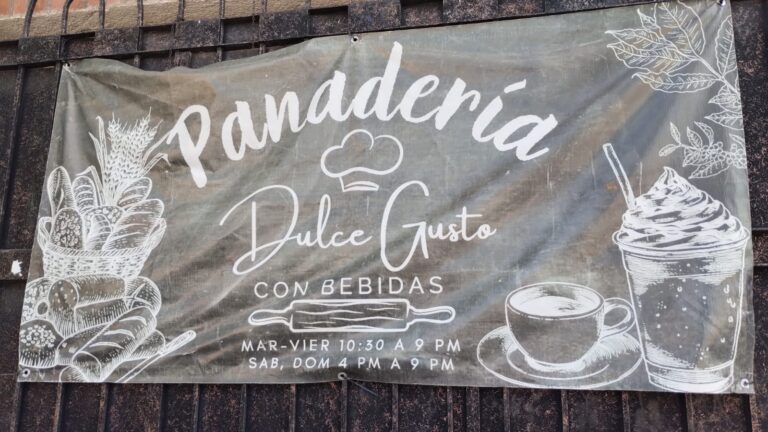 Panadería
Dulce Gusto
CON BEBIDAS
MAR-VIER 10:30 A 9 PM
SAB, DOM 4 PM A 9 PM